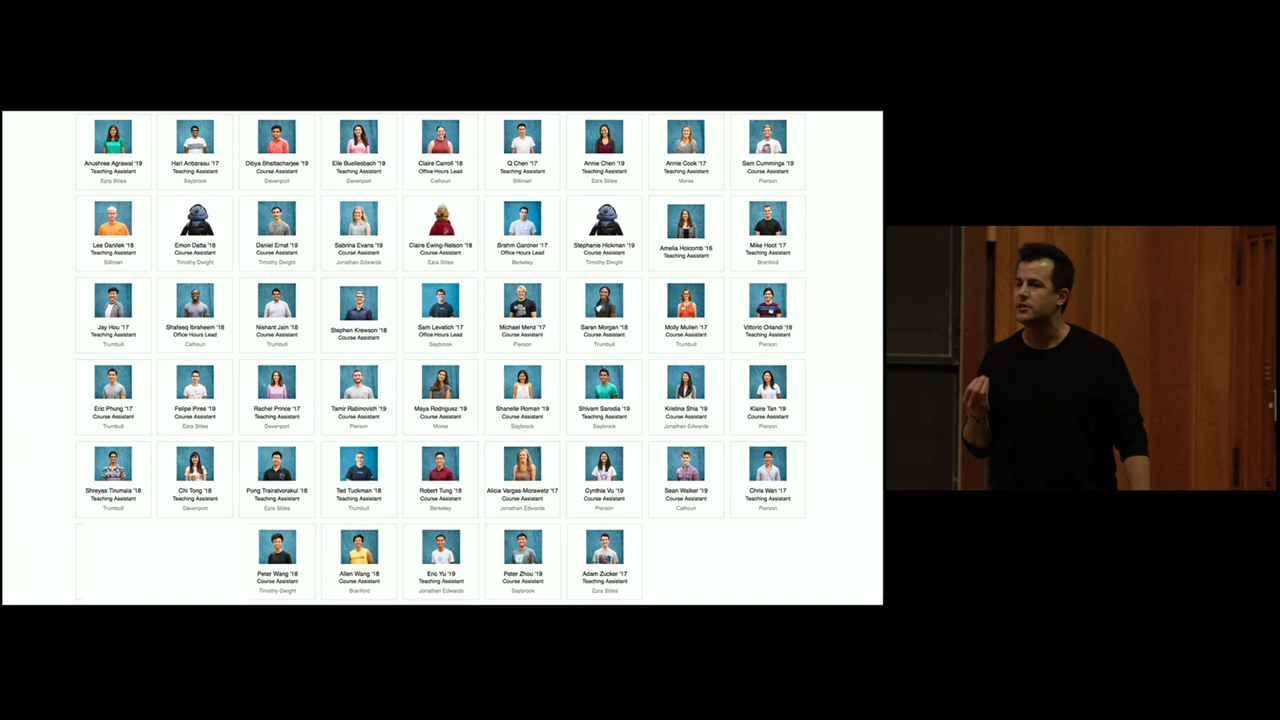 Anushree Agrawal '19
Teaching Assistant
Ezra Stiles
Hari Anbarasu '17
Teaching Assistant
Saybrook
Dibya Bhattacharjee '19
Course Assistant
Davenport
Elle Buellesbach '19
Teaching Assistant
Davenport
Claire Carroll '18
Office Hours Lead
Calhoun
Q Chen '17
Teaching Assistant
Silliman
Annie Chen '19
Teaching Assistant
Ezra Stiles
Annie Cook '17
Teaching Assistant
Morse
Sam Cummings '19
Course Assistant
Pierson
Lee Danilek '18
Teaching Assistant
Silliman
Emon Datta '18
Course Assistant
Timothy Dwight
Daniel Ernst '19
Course Assistant
Timothy Dwight
Sabrina Evans '19
Course Assistant
Jonathan Edwards
Claire Ewing-Nelson '18
Course Assistant
Ezra Stiles
Brahm Gardner '17
Office Hours Lead
Berkeley
Stephanie Hickman '19
Course Assistant
Timothy Dwight
Amelia Holcomb '16
Teaching Assistant
Mike Hoot '17
Teaching Assistant
Branford
Jay Hou '17
Teaching Assistant
Trumbull
Shafeeq Ibraheem '18
Office Hours Lead
Calhoun
Nishant Jain '18
Course Assistant
Trumbull
Stephen Krewson '18
Course Assistant
Sam Levatich '17
Office Hours Lead
Saybrook
Michael Menz '17
Course Assistant
Pierson
Saran Morgan '18
Course Assistant
Trumbull
Molly Mullen '17
Course Assistant
Trumbull
Vittorio Orlandi '18
Teaching Assistant
Pierson
Eric Phung '17
Course Assistant
Trumbull
Felipe Pires '19
Course Assistant
Ezra Stiles
Rachel Prince '17
Teaching Assistant
Davenport
Tamir Rabinovich '19
Course Assistant
Pierson
Maya Rodriguez '19
Course Assistant
Morse
Shanelle Roman '19
Course Assistant
Saybrook
Shivam Sarodia '19
Teaching Assistant
Saybrook
Kristina Shia '19
Course Assistant
Jonathan Edwards
Klaire Tan '19
Course Assistant
Pierson
Shreyas Tirumala '18
Teaching Assistant
Trumbull
Chi Tong '18
Teaching Assistant
Davenport
Pong Trairatvorakul '18
Teaching Assistant
Ezra Stiles
Ted Tuckman '18
Teaching Assistant
Trumbull
Robert Tung '18
Course Assistant
Berkeley
Alicia Vargas-Morawetz '17
Course Assistant
Jonathan Edwards
Cynthia Vu '19
Course Assistant
Pierson
Sean Walker '19
Course Assistant
Calhoun
Chris Wan '17
Teaching Assistant
Pierson
Peter Wang '18
Course Assistant
Timothy Dwight
Allen Wang '18
Course Assistant
Branford
Eric Yu '19
Teaching Assistant
Jonathan Edwards
Peter Zhou '19
Course Assistant
Saybrook
Adam Zucker '17
Teaching Assistant
Ezra Stiles